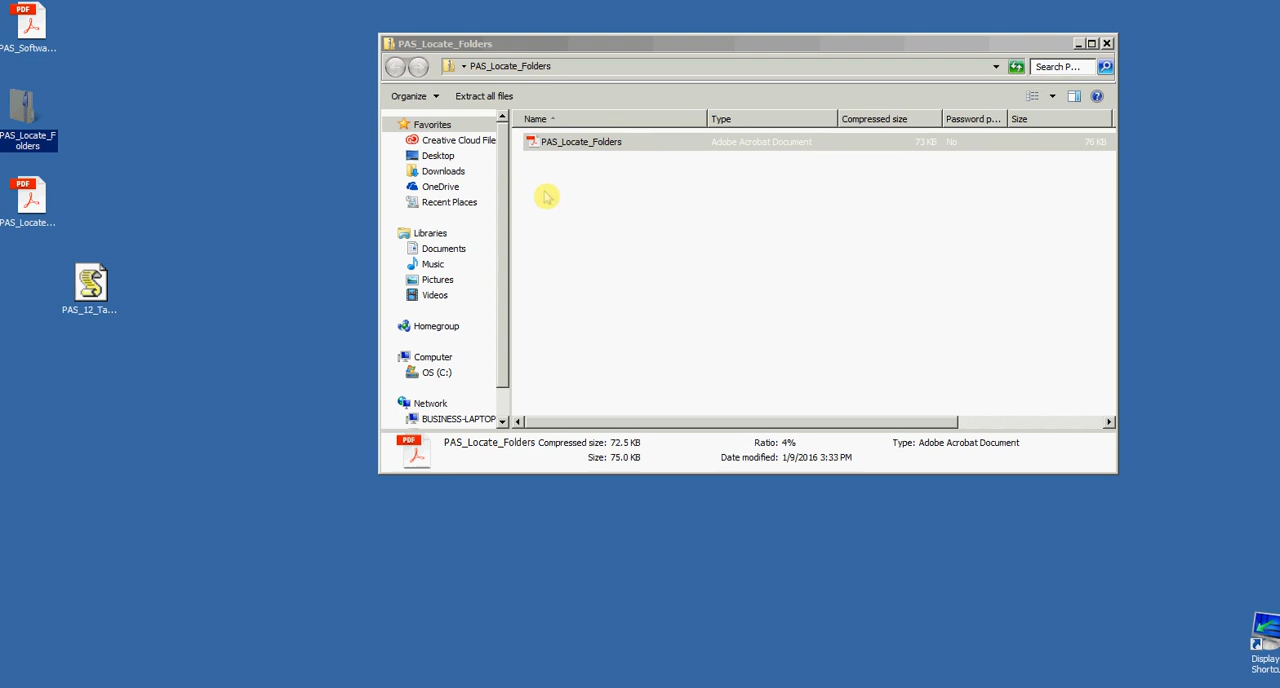 PDF
PAS_Softwa...
PAS_Locate_F
olders
PDF
PAS_Locate...
PAS_12_Ta...
PAS_Locate_Folders
PAS_Locate_Folders
Search P...
Organize
Extract all files
Favorites
Creative Cloud File
Desktop
Downloads
OneDrive
Recent Places
Libraries
Documents
Music
Pictures
Videos
Homegroup
Computer
OS (C:)
Network
BUSINESS-LAPTOP
Name Type Compressed size Password p... Size
PAS_Locate_Folders Adobe Acrobat Document 73 KB No 76 KB
PDF
PAS_Locate_Folders Compressed size: 72.5 KB Ratio: 4% Type: Adobe Acrobat Document
Size: 75.0 KB Date modified: 1/9/2016 3:33 PM
Display
Shortc